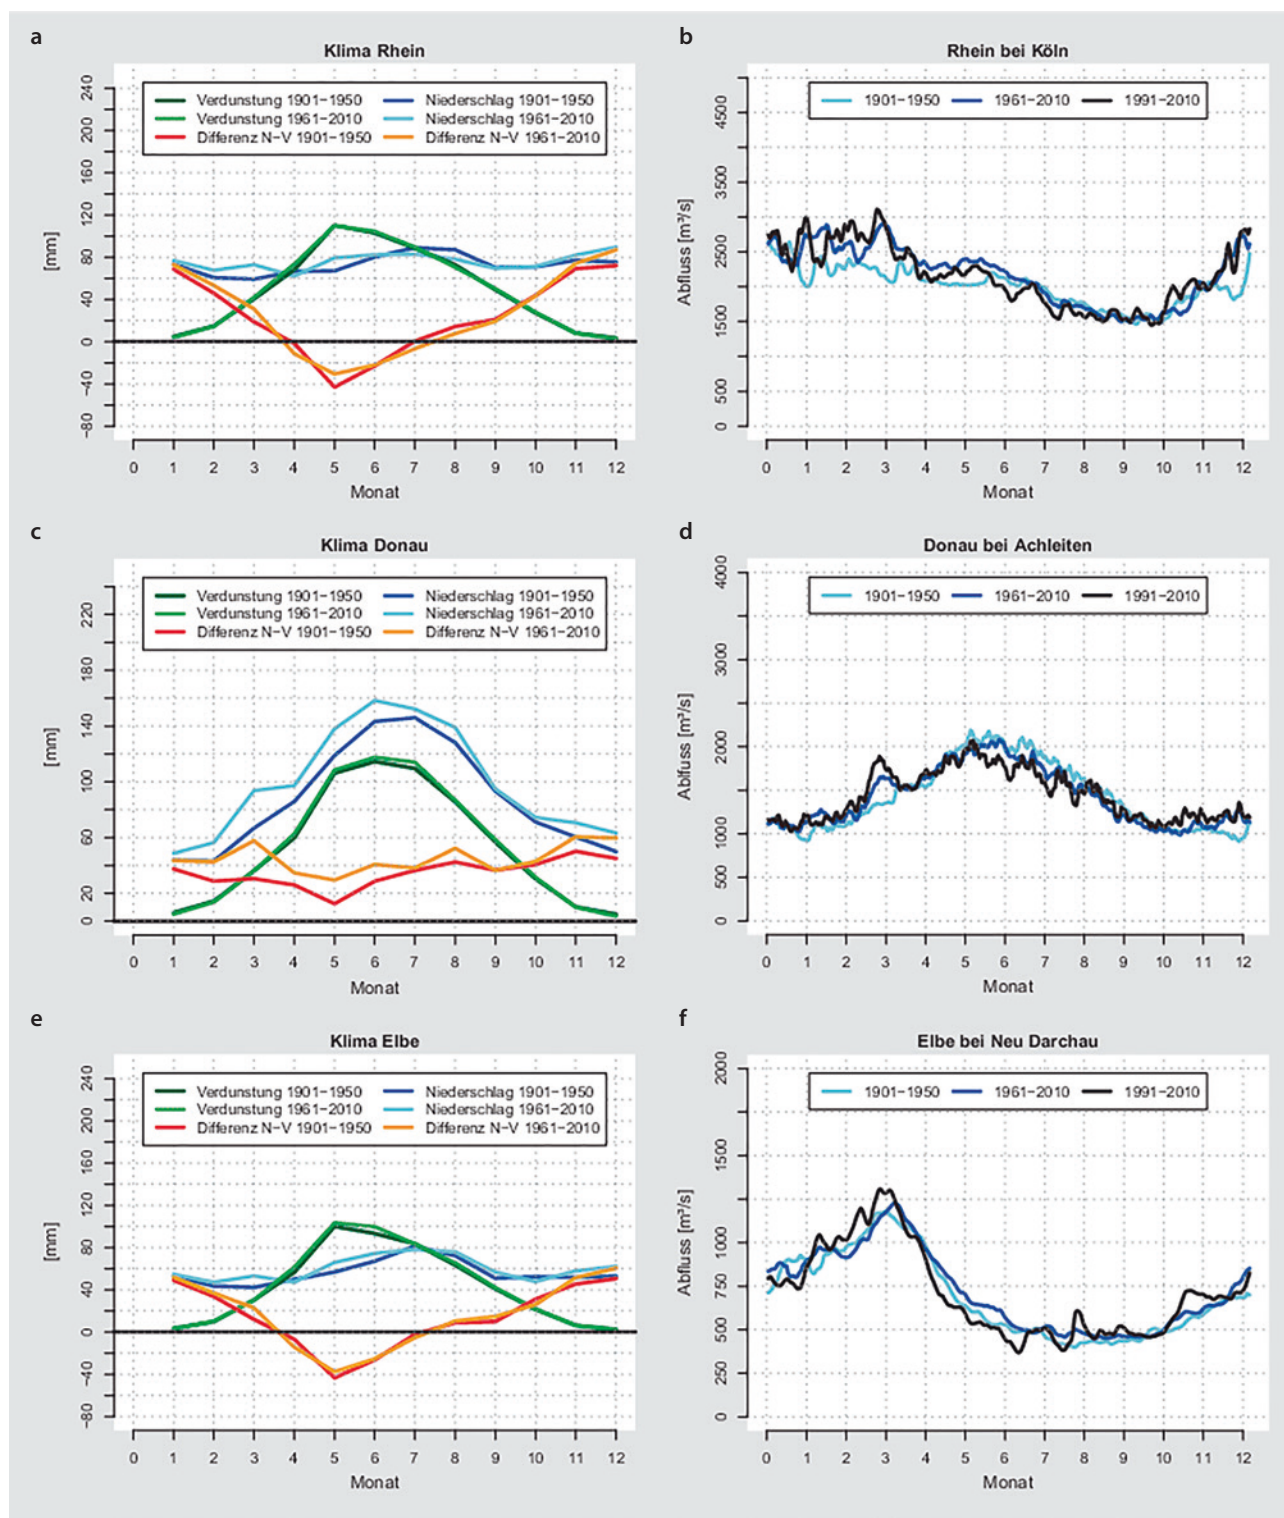 a
Klima Rhein
Verdunstung 1901–1950
Verdunstung 1961–2010
Differenz N–V 1901–1950
Niederschlag 1901–1950
Niederschlag 1961–2010
Differenz N–V 1961–2010
[mm]
240
200
160
120
80
40
0
−40
−80
0 1 2 3 4 5 6 7 8 9 10 11 12
Monat
b
Rhein bei Köln
1901–1950 1961–2010 1991–2010
Abfluss [m³/s]
4500
3500
2500
1500
500
0
0 1 2 3 4 5 6 7 8 9 10 11 12
Monat
c
Klima Donau
Verdunstung 1901–1950
Verdunstung 1961–2010
Differenz N–V 1901–1950
Niederschlag 1901–1950
Niederschlag 1961–2010
Differenz N–V 1961–2010
[mm]
220
180
140
100
60
20
0
0 1 2 3 4 5 6 7 8 9 10 11 12
Monat
d
Donau bei Achleiten
1901–1950 1961–2010 1991–2010
Abfluss [m³/s]
4000
3000
2000
1000
500
0
0 1 2 3 4 5 6 7 8 9 10 11 12
Monat
e
Klima Elbe
Verdunstung 1901–1950
Verdunstung 1961–2010
Differenz N–V 1901–1950
Niederschlag 1901–1950
Niederschlag 1961–2010
Differenz N–V 1961–2010
[mm]
240
200
160
120
80
40
0
−40
−80
0 1 2 3 4 5 6 7 8 9 10 11 12
Monat
f
Elbe bei Neu Darchau
1901–1950 1961–2010 1991–2010
Abfluss [m³/s]
2000
1500
1000
750
500
250
0
0 1 2 3 4 5 6 7 8 9 10 11 12
Monat